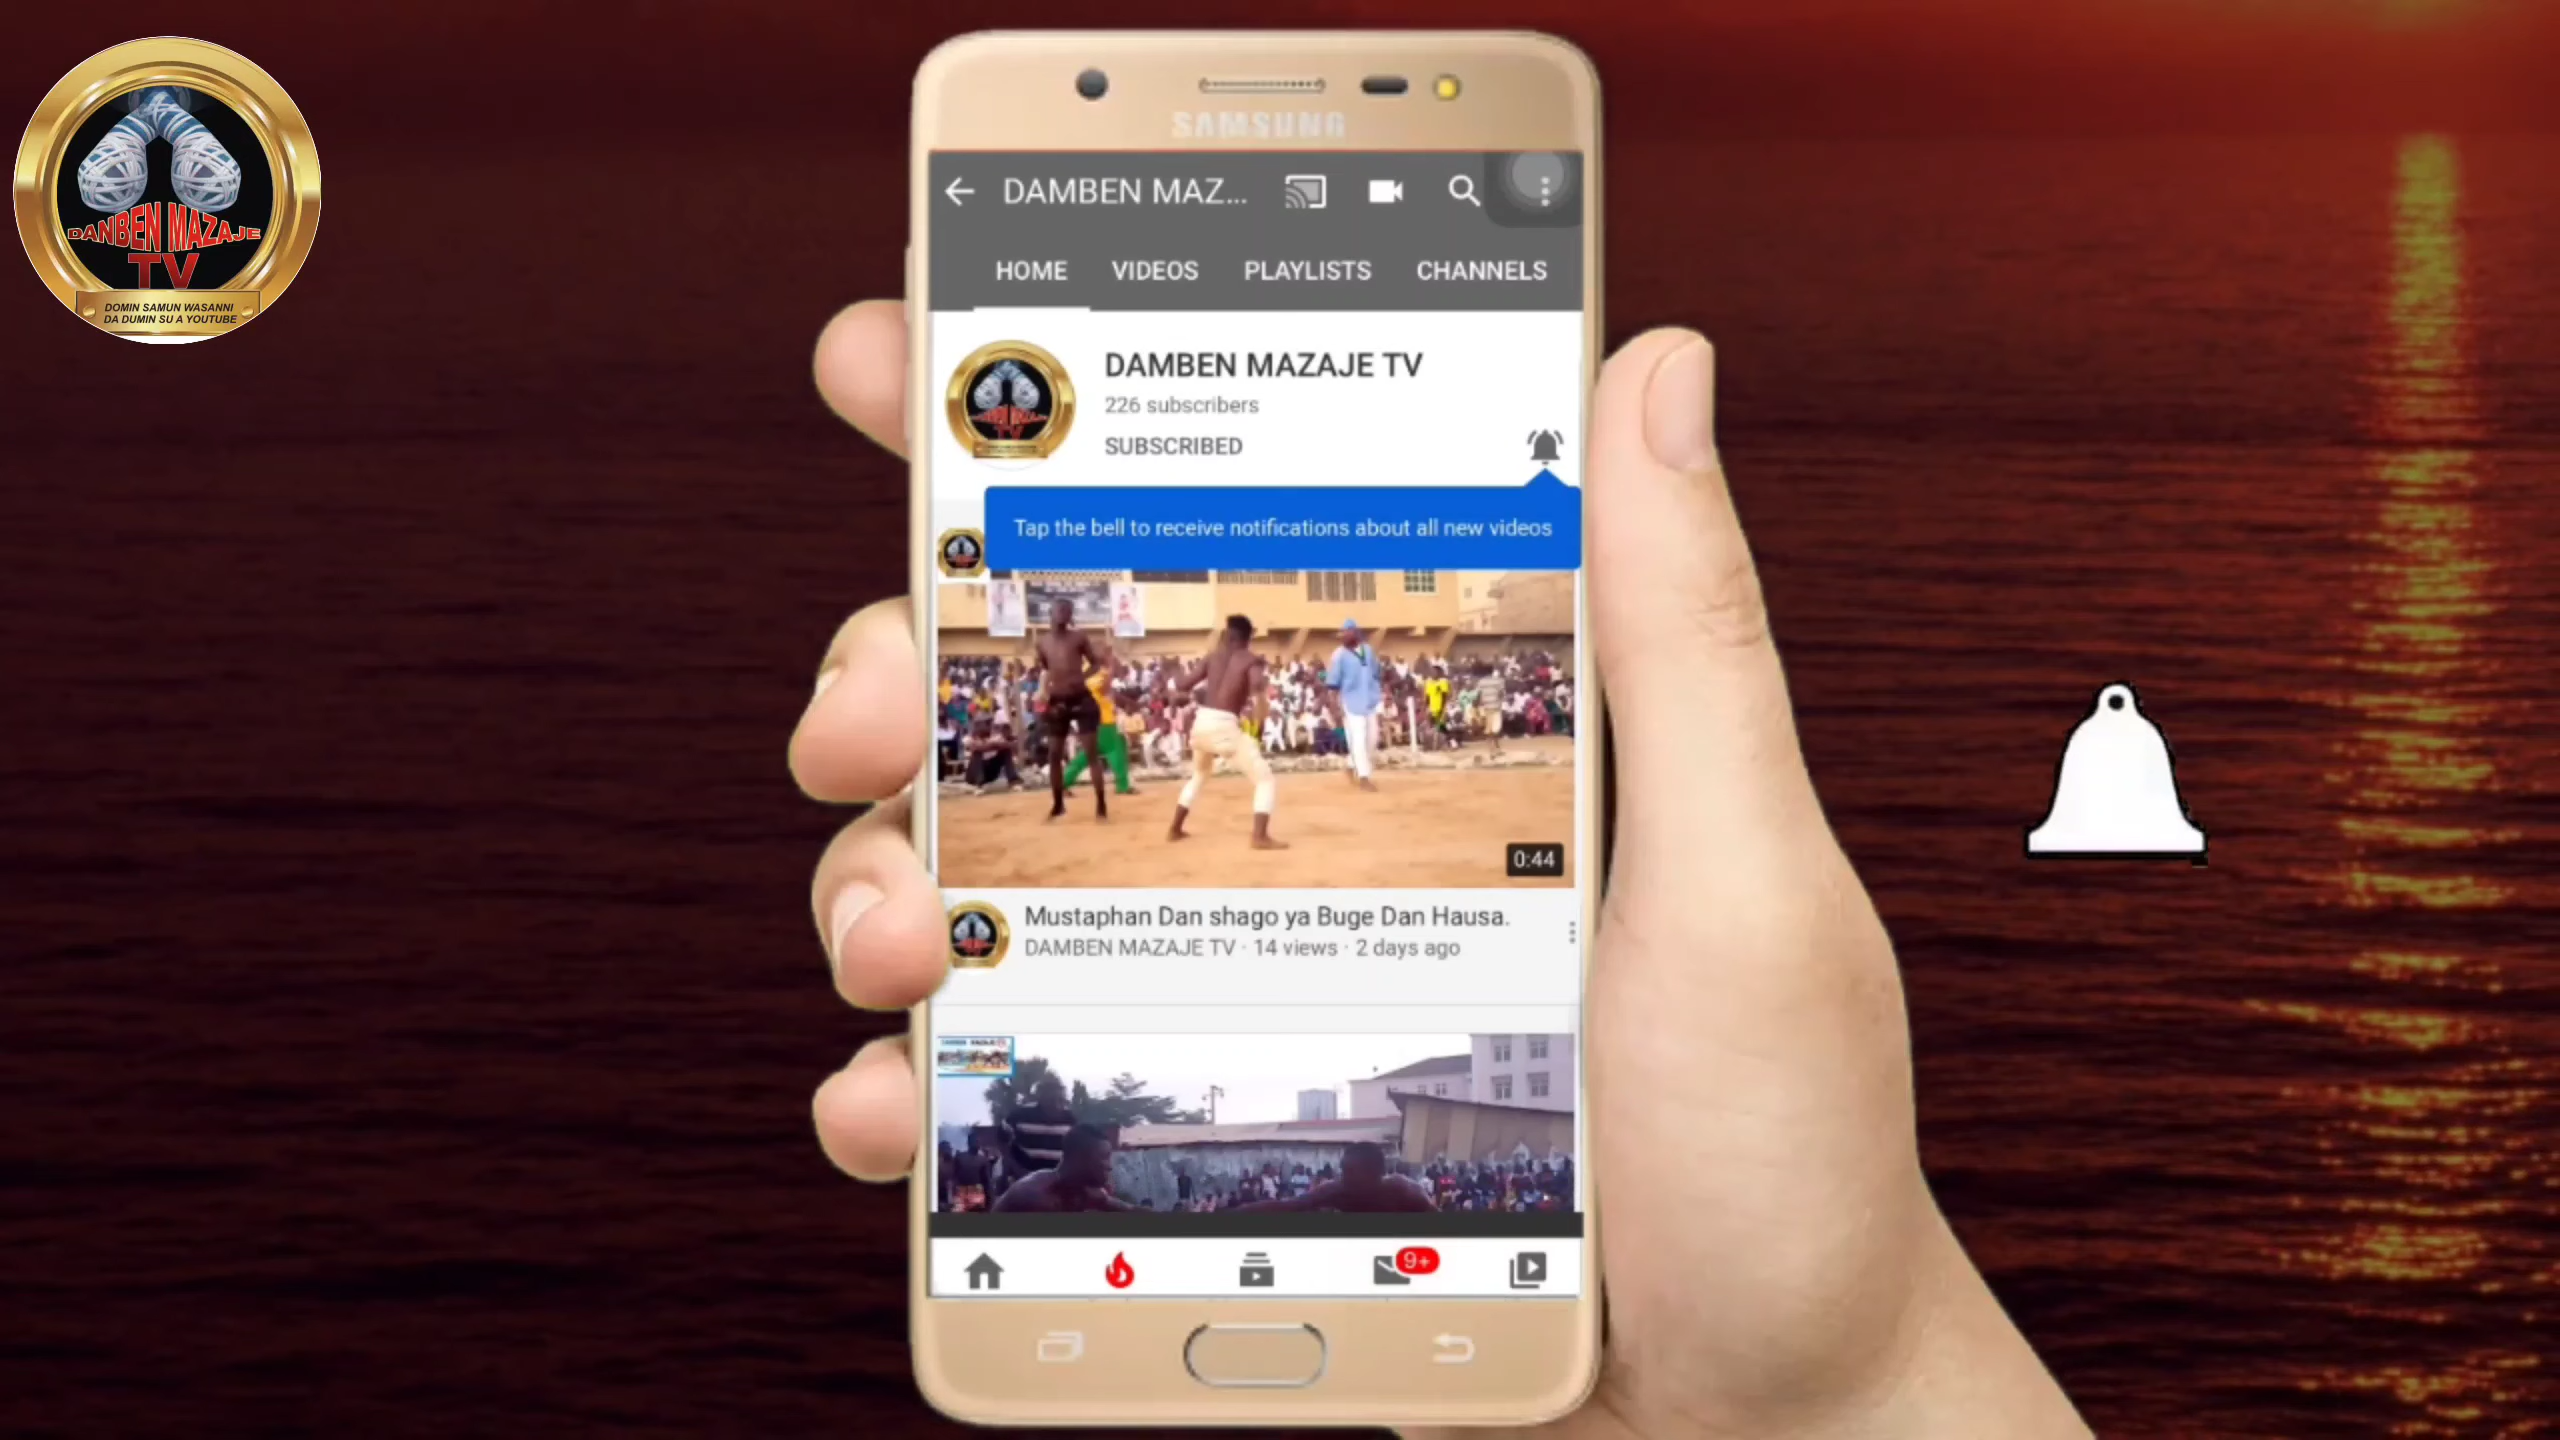 DANBEN MAZAJE
TV
DOMIN SAMUN WASANNI
DA DUMIN SU A YOUTUBE
SAMSUNG
DAMBEN MAZ...
HOME VIDEOS PLAYLISTS CHANNELS
DAMBEN MAZAJE TV
226 subscribers
SUBSCRIBED
Tap the bell to receive notifications about all new videos
0:44
Mustaphan Dan shago ya Buge Dan Hausa.
DAMBEN MAZAJE TV · 14 views · 2 days ago
9+